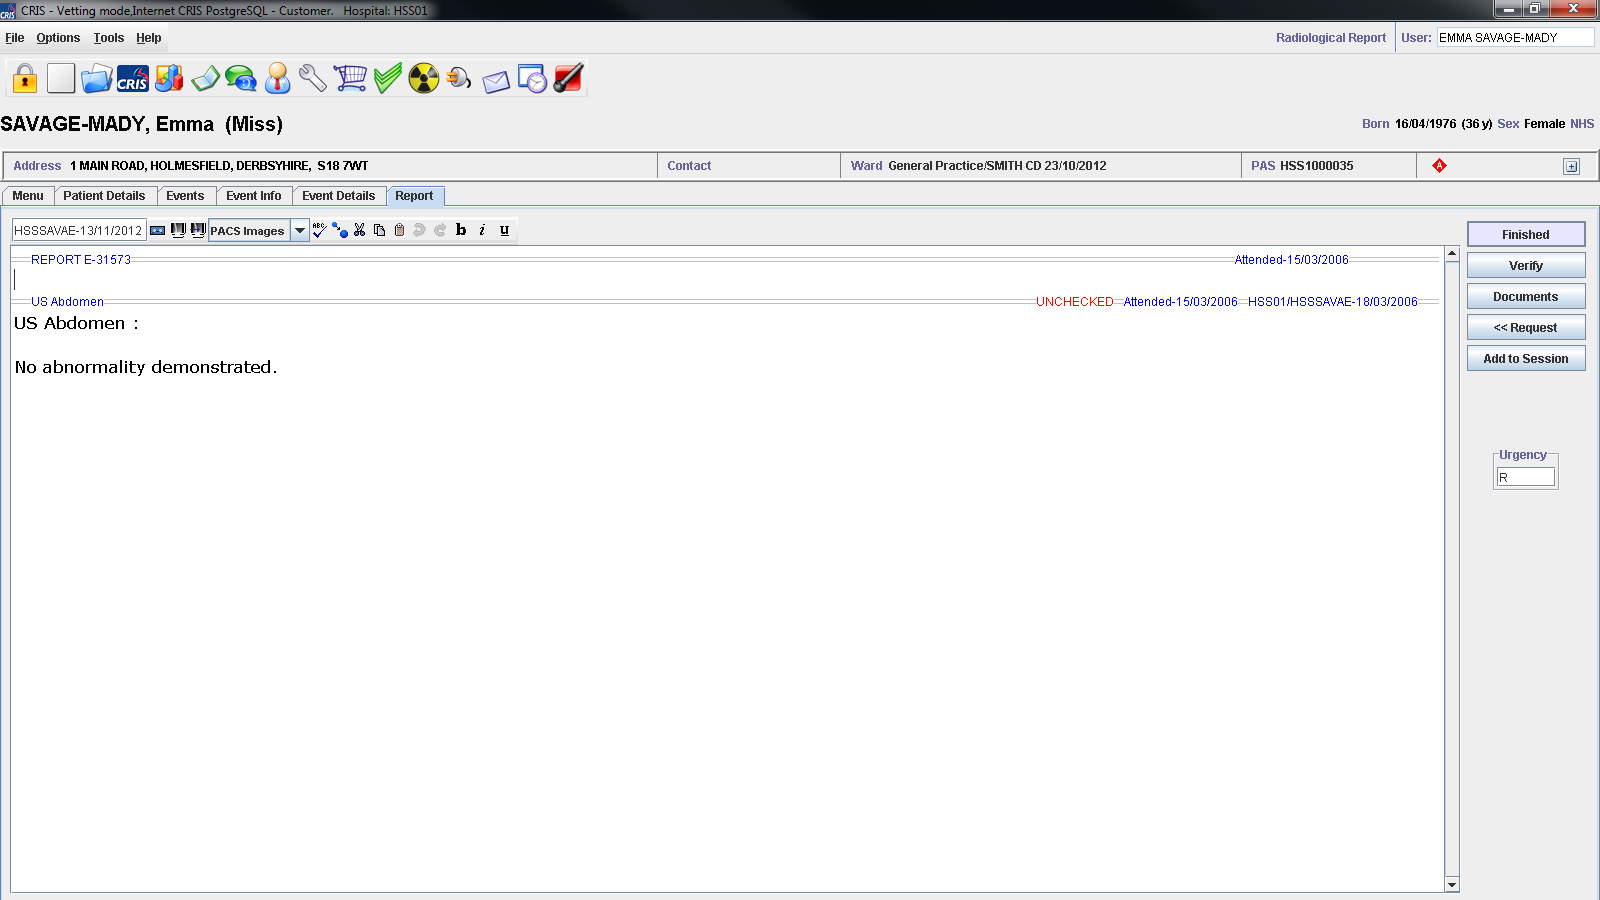 CRIS - Vetting mode,Internet CRIS PostgreSQL - Customer. Hospital: HSS01
File Options Tools Help
Radiological Report User: EMMA SAVAGE-MADY
CRIS
SAVAGE-MADY, Emma (Miss)
Born 16/04/1976 (36 y) Sex Female NHS
Address 1 MAIN ROAD, HOLMESFIELD, DERBSYHIRE, S18 7WT Contact Ward General Practice/SMITH CD 23/10/2012 PAS HSS1000035 A
Menu Patient Details Events Event Info Event Details Report
HSSSAVAE-13/11/2012 PACS Images ABC b i u
Finished
REPORT E-31573 Attended-15/03/2006
Verify
US Abdomen UNCHECKED Attended-15/03/2006 HSS01/HSSSAVAE-18/03/2006
Documents
US Abdomen :
<< Request
No abnormality demonstrated.
Add to Session
Urgency
R